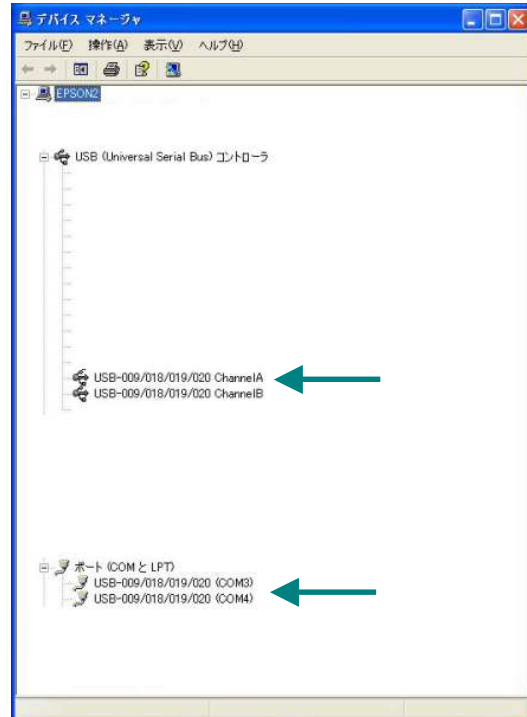 デバイス マネージャ
ファイル(F) 操作(A) 表示(V) ヘルプ(H)
EPSON2
USB (Universal Serial Bus) コントローラ
USB-009/018/019/020 ChannelA
USB-009/018/019/020 ChannelB
ポート (COM と LPT)
USB-009/018/019/020 (COM3)
USB-009/018/019/020 (COM4)